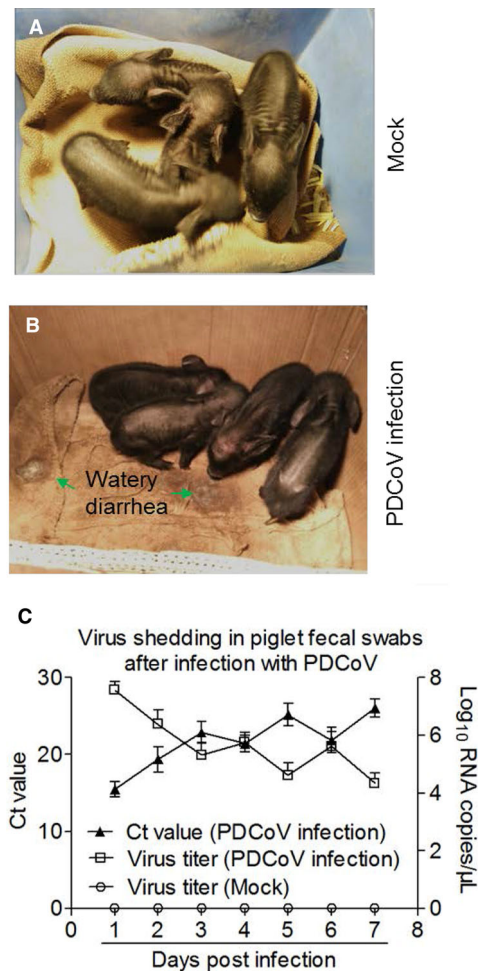 A
Mock
B
Watery
diarrhea
PDCoV infection
C
Virus shedding in piglet fecal swabs
after infection with PDCoV
30
20
10
0
Ct value
8
6
4
2
0
Log10 RNA copies/µL
Ct value (PDCoV infection)
Virus titer (PDCoV infection)
Virus titer (Mock)
0 1 2 3 4 5 6 7 8
Days post infection